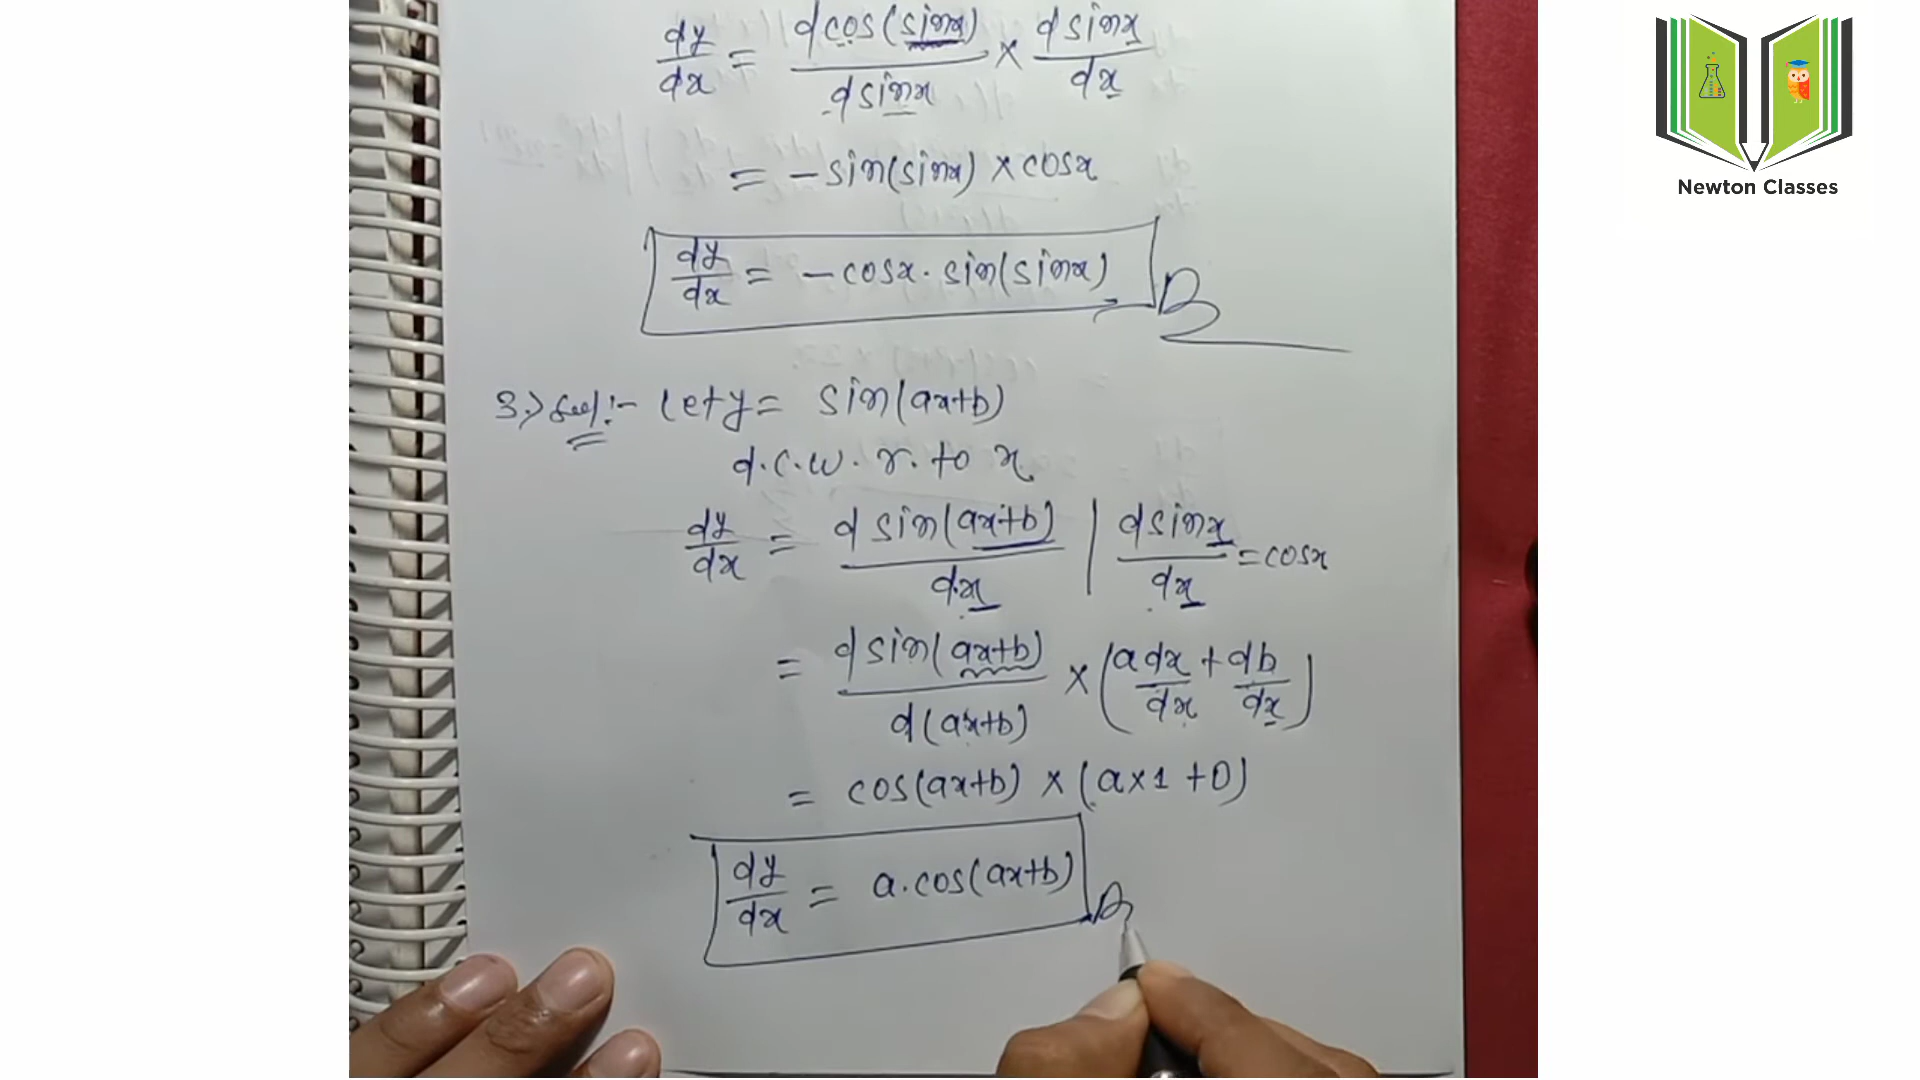 dy/dx = d cos(sinx)/d sinx × d sinx/dx
= -sin(sinx) × cosx
dy/dx = -cosx · sin(sinx)
3.) Sol:- Let y = sin(ax+b)
d.c.w.r. to x
dy/dx = d sin(ax+b)/d.x | d sinx/dx = cosx
= d sin(ax+b)/d(ax+b) × (a dx/dx + db/dx)
= cos(ax+b) × (a×1+0)
dy/dx = a.cos(ax+b)
Newton Classes